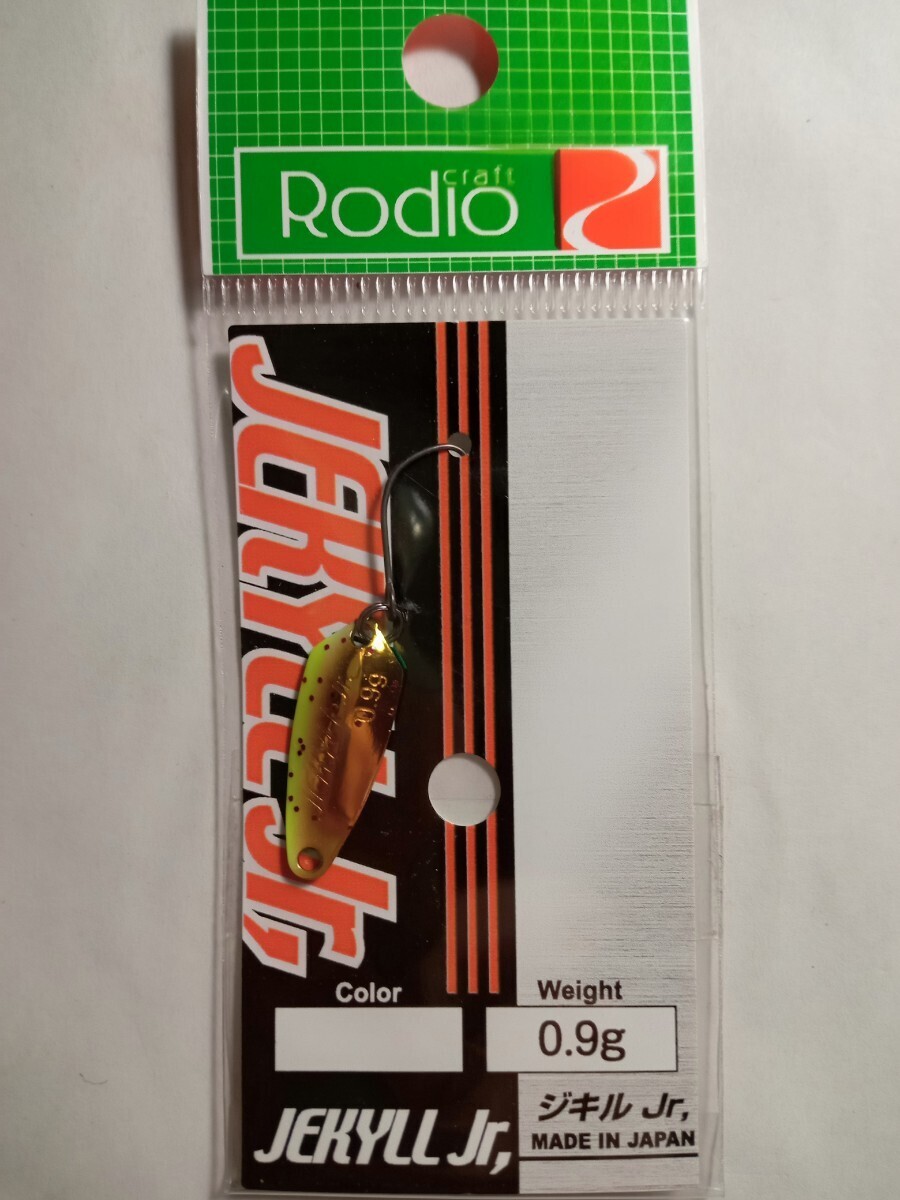 Rodio craft
JEKYLL Jr,
0.9g
Color
Weight
0.9g
JEKYLL Jr,
ジキル Jr,
MADE IN JAPAN